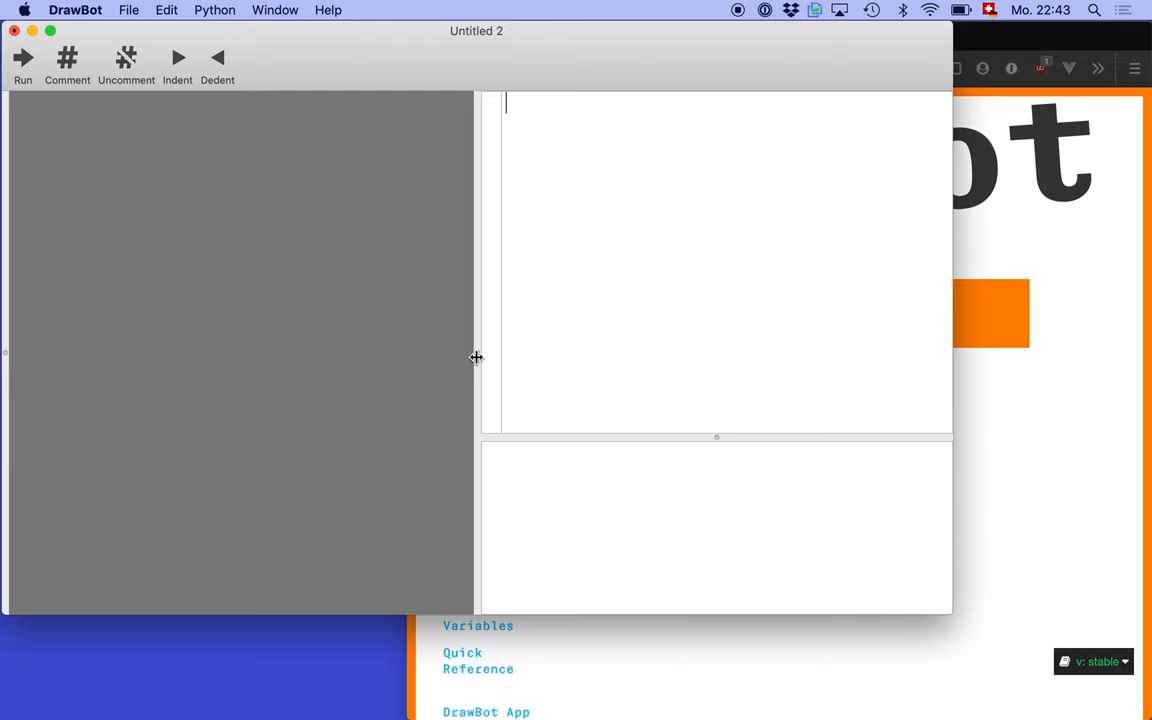 DrawBot File Edit Python Window Help Mo. 22:43
Untitled 2
Run Comment Uncomment Indent Dedent
1
ot
Variables
Quick
Reference
v: stable
DrawBot App